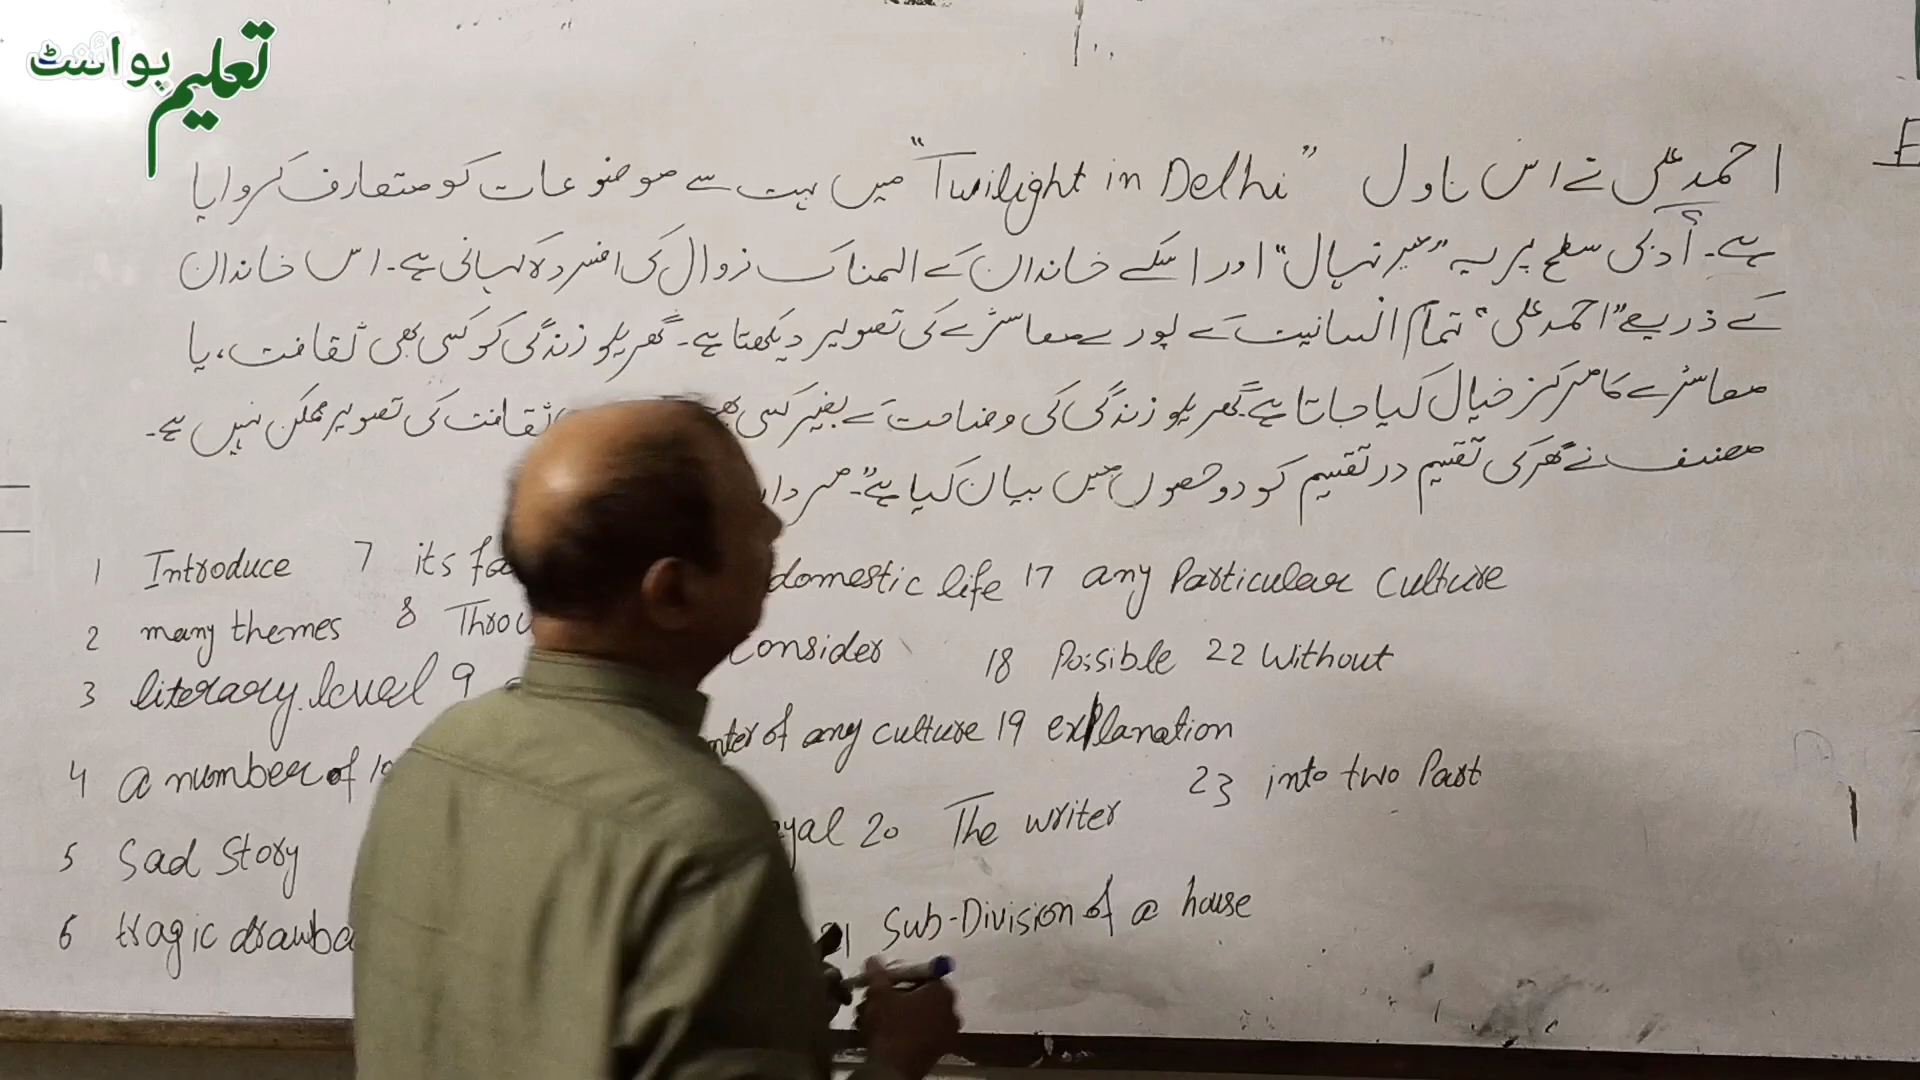 تعلیم پوائنٹ
احمد علی نے اس ناول "Twilight in Delhi" میں بہت سے موضوعات کو متعارف کروایا
ہے۔ اَدبی سطح پر یہ "میر نہال" اور اسکے خاندان کے المناک زوال کی افسردہ کہانی ہے۔ اس خاندان
کے ذریعے "احمد علی" تمام انسانیت کے پورے معاشرے کی تصویر دیکھتا ہے۔ گھریلو زندگی کو کسی بھی ثقافت، یا
معاشرے کا مرکز خیال کیا جاتا ہے۔ گھریلو زندگی کی وضاحت کے بغیر کسی ثقافت کی تصویر ممکن نہیں ہے۔
مصنف نے گھر کی تقسیم در تقسیم کو دو حصوں میں بیان کیا ہے"۔
1 Introduce 7 its domestic life 17 any Particular Culture
2 many themes 8 Consider 18 Possible 22 Without
3 literary level 9
4 a number of 10 of any culture 19 explanation
23 into two Part
5 Sad Story 20 The writer
6 tragic 21 Sub-Division of a house